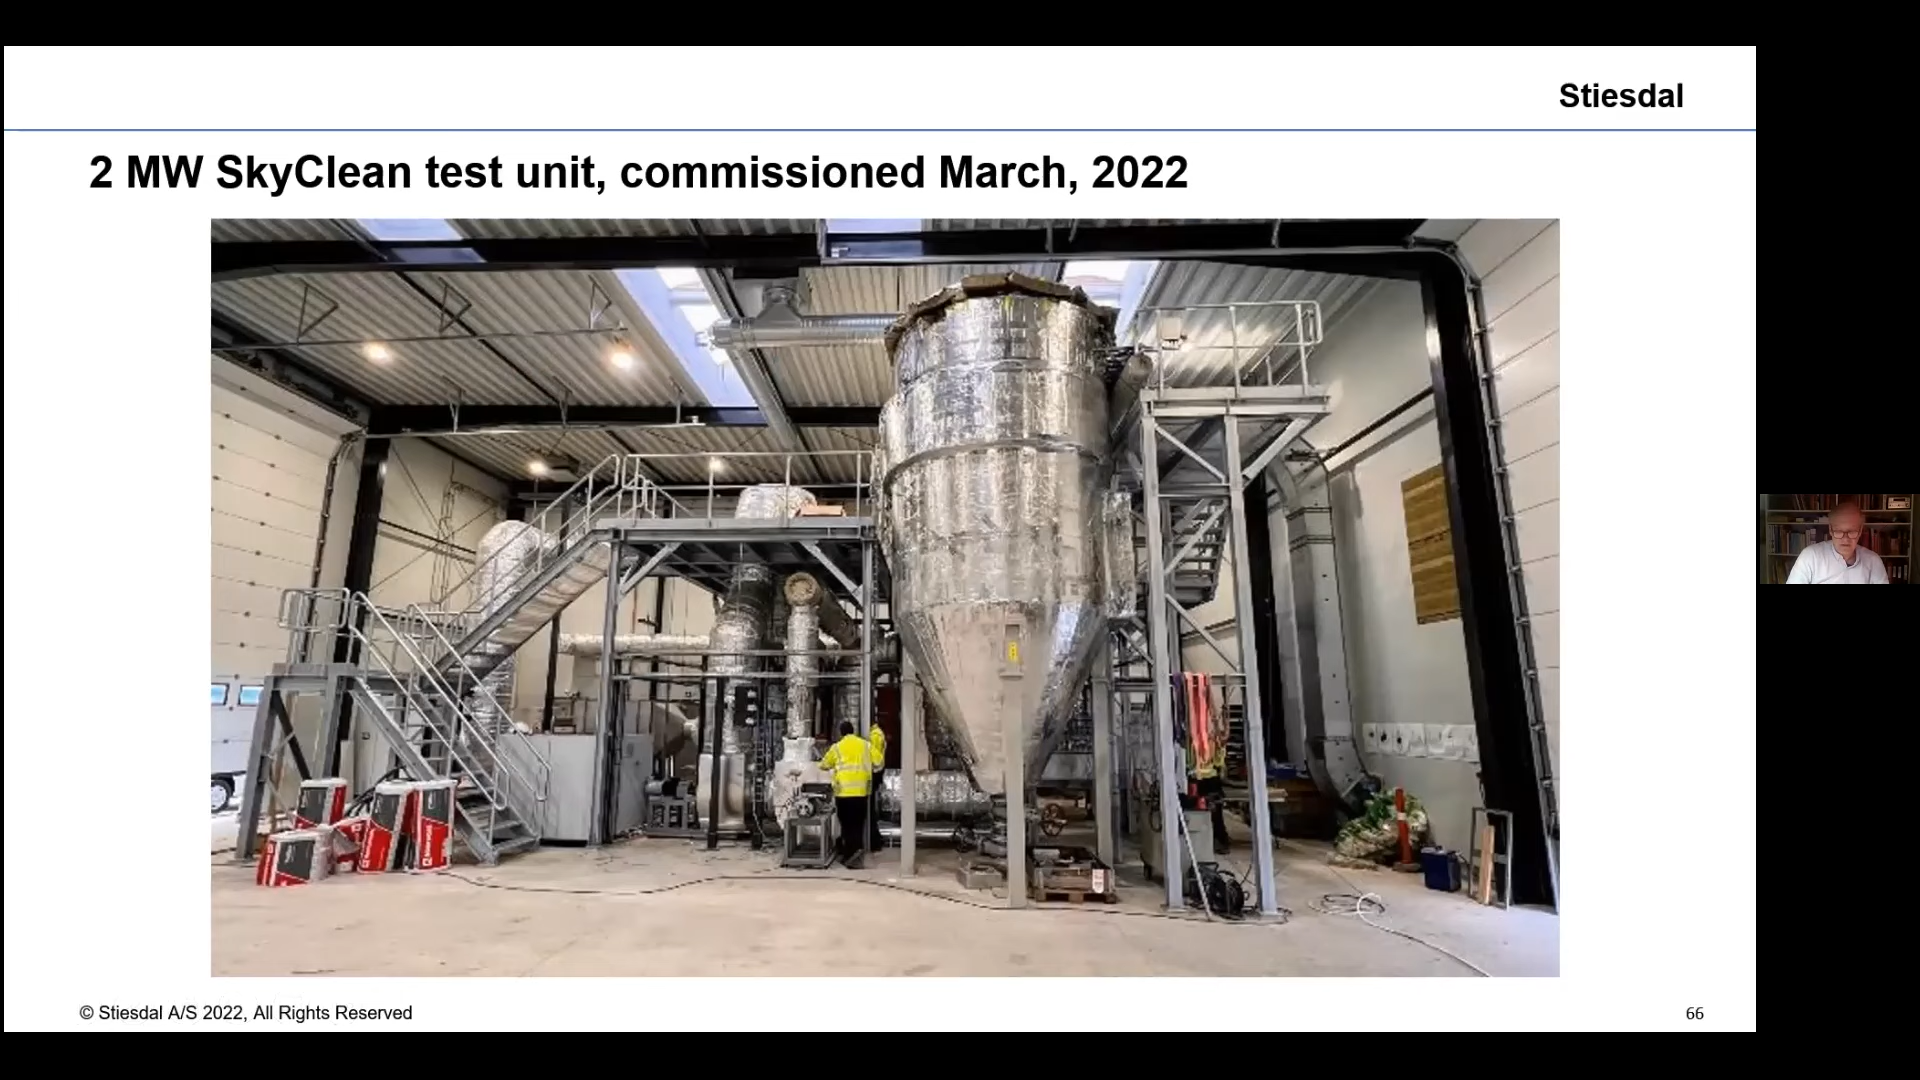 Stiesdal
2 MW SkyClean test unit, commissioned March, 2022
© Stiesdal A/S 2022, All Rights Reserved
66